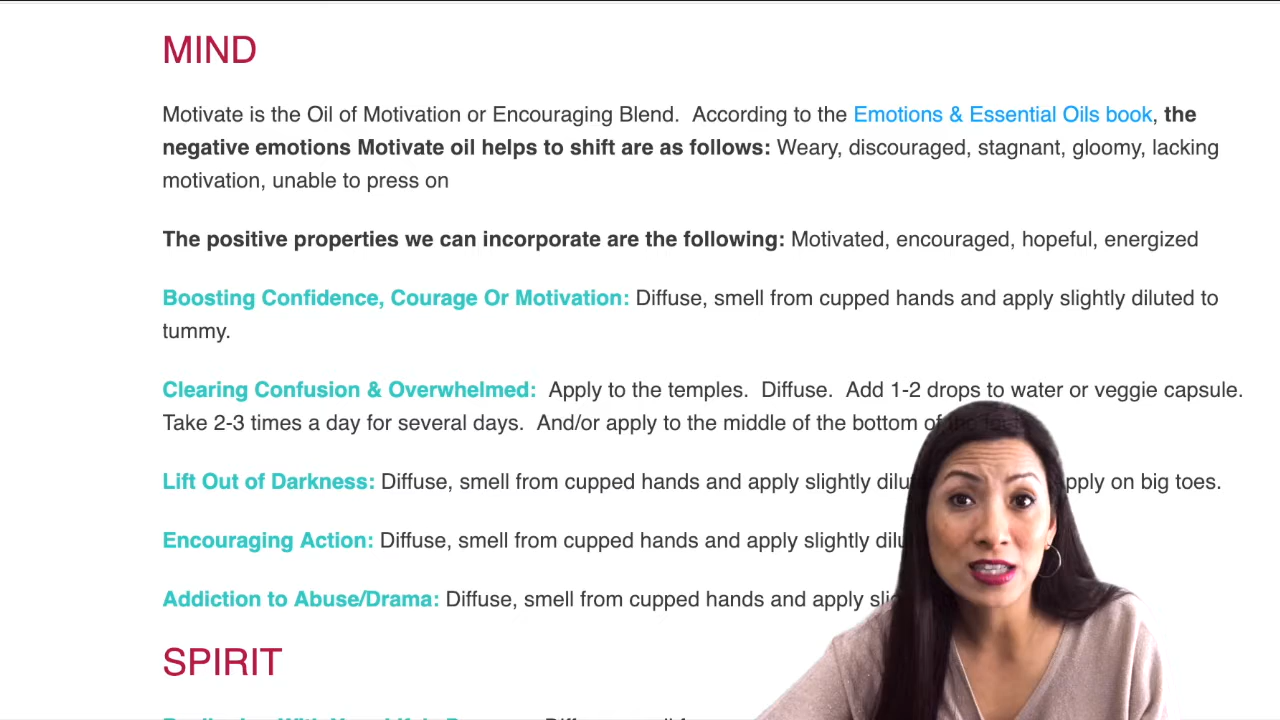 MIND
Motivate is the Oil of Motivation or Encouraging Blend. According to the Emotions & Essential Oils book, the
negative emotions Motivate oil helps to shift are as follows: Weary, discouraged, stagnant, gloomy, lacking
motivation, unable to press on
The positive properties we can incorporate are the following: Motivated, encouraged, hopeful, energized
Boosting Confidence, Courage Or Motivation: Diffuse, smell from cupped hands and apply slightly diluted to
tummy.
Clearing Confusion & Overwhelmed: Apply to the temples. Diffuse. Add 1-2 drops to water or veggie capsule.
Take 2-3 times a day for several days. And/or apply to the middle of the bottom of the
Lift Out of Darkness: Diffuse, smell from cupped hands and apply slightly on big toes.
Encouraging Action: Diffuse, smell from cupped hands and apply slightly
Addiction to Abuse/Drama: Diffuse, smell from cupped hands and apply
SPIRIT